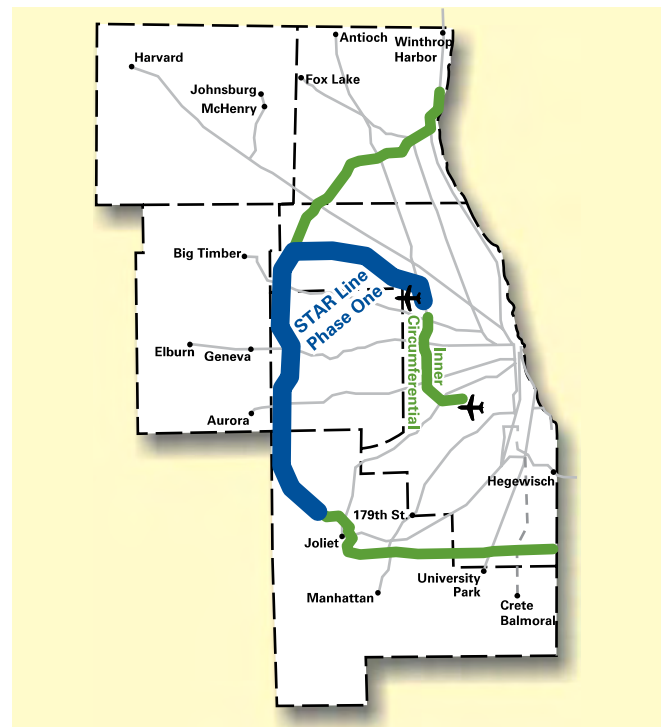 Antioch
Winthrop
Harbor
Harvard
Fox Lake
Johnsburg
McHenry
Big Timber
STAR Line
Phase One
Inner
Circumferential
Elburn
Geneva
Aurora
Hegewisch
179th St.
Joliet
University
Park
Manhattan
Crete
Balmoral